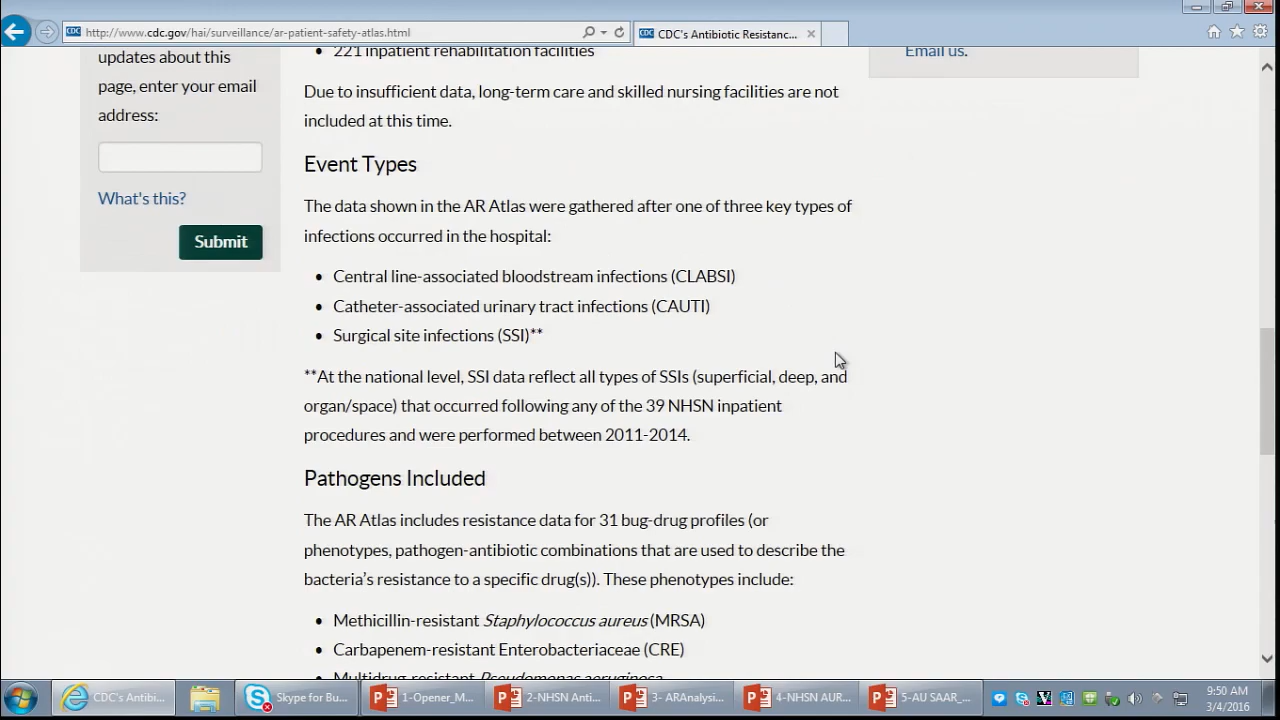 http://www.cdc.gov/hai/surveillance/ar-patient-safety-atlas.html
CDC
CDC's Antibiotic Resistanc...
updates about this
page, enter your email
address:
What's this?
Submit
221 inpatient rehabilitation facilities
Due to insufficient data, long-term care and skilled nursing facilities are not
included at this time.
Event Types
The data shown in the AR Atlas were gathered after one of three key types of
infections occurred in the hospital:
Central line-associated bloodstream infections (CLABSI)
Catheter-associated urinary tract infections (CAUTI)
Surgical site infections (SSI)**
**At the national level, SSI data reflect all types of SSIs (superficial, deep, and
organ/space) that occurred following any of the 39 NHSN inpatient
procedures and were performed between 2011-2014.
Pathogens Included
The AR Atlas includes resistance data for 31 bug-drug profiles (or
phenotypes, pathogen-antibiotic combinations that are used to describe the
bacteria's resistance to a specific drug(s)). These phenotypes include:
Methicillin-resistant Staphylococcus aureus (MRSA)
Carbapenem-resistant Enterobacteriaceae (CRE)
Multidrug-resistant Pseudomonas aeruginosa
Email us.
CDC's Antibi...
Skype for Bu...
1-Opener_M...
2-NHSN Anti...
3- ARAnalysi...
4-NHSN AUR...
5-AU SAAR_...
9:50 AM
3/4/2016